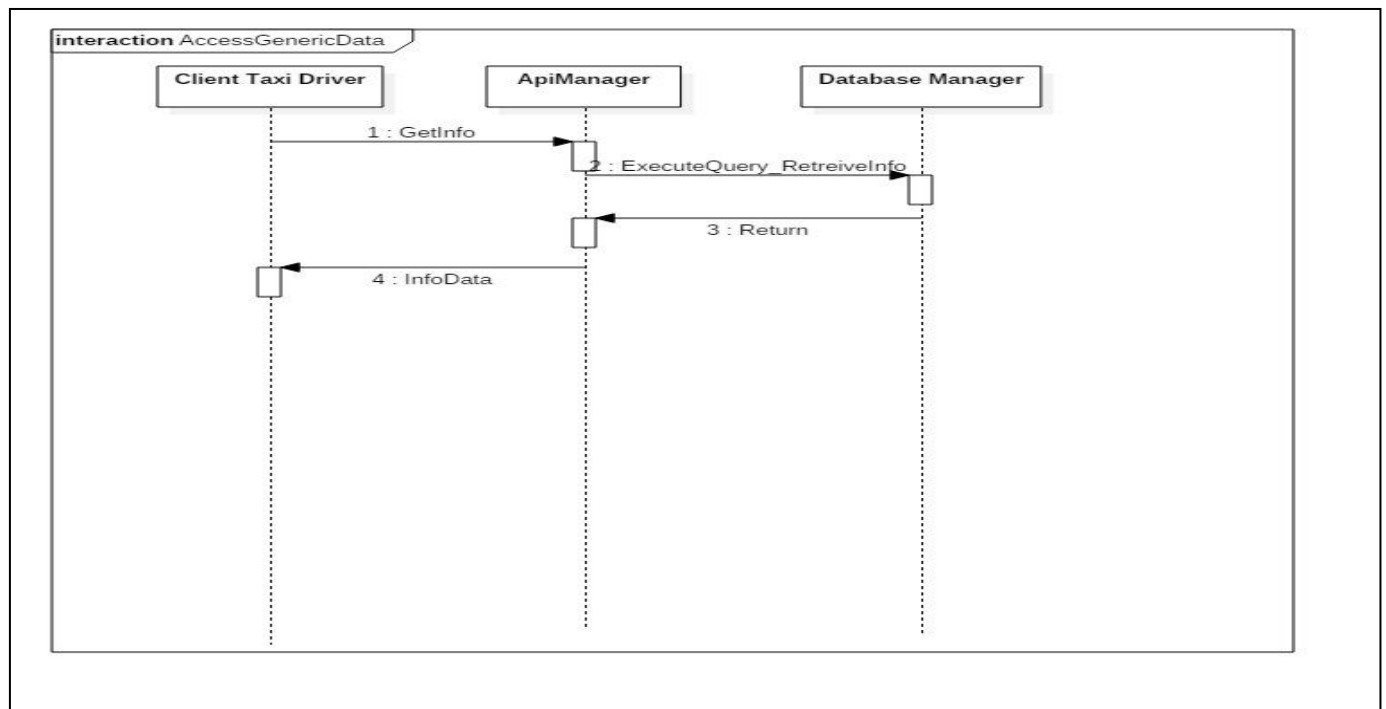 interaction AccessGenericData
Client Taxi Driver
ApiManager
Database Manager
1 : GetInfo
2 : ExecuteQuery_RetreiveInfo
3 : Return
4 : InfoData